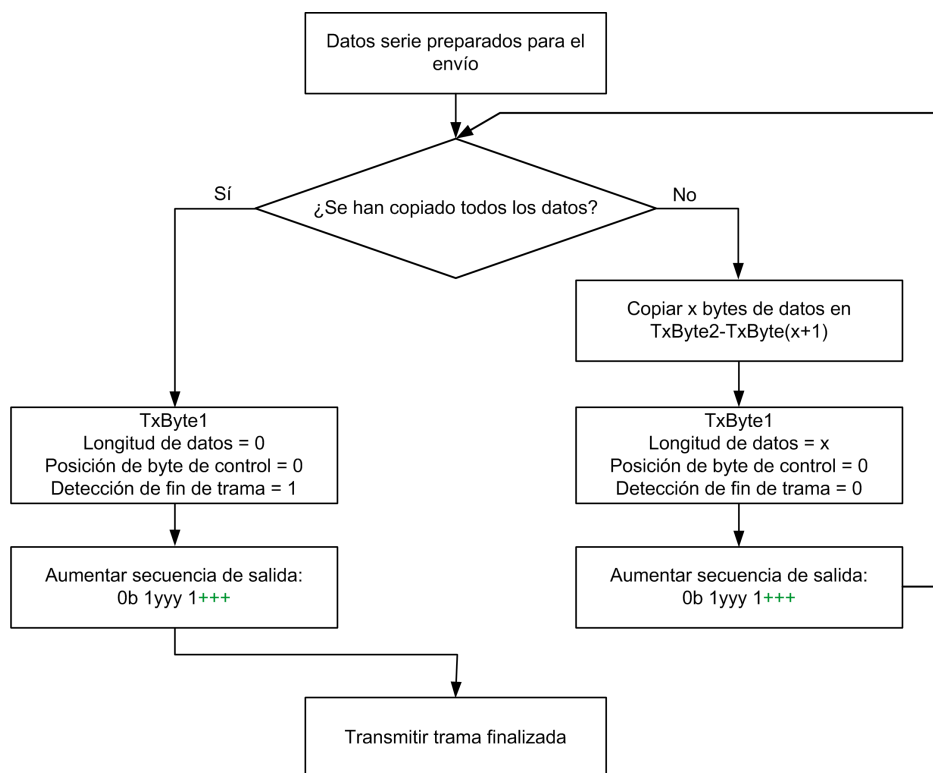 Datos serie preparados para el
envío
¿Se han copiado todos los datos?
Sí
No
Copiar x bytes de datos en
TxByte2-TxByte(x+1)
TxByte1
Longitud de datos = 0
Posición de byte de control = 0
Detección de fin de trama = 1
TxByte1
Longitud de datos = x
Posición de byte de control = 0
Detección de fin de trama = 0
Aumentar secuencia de salida:
0b 1yyy 1+++
Aumentar secuencia de salida:
0b 1yyy 1+++
Transmitir trama finalizada